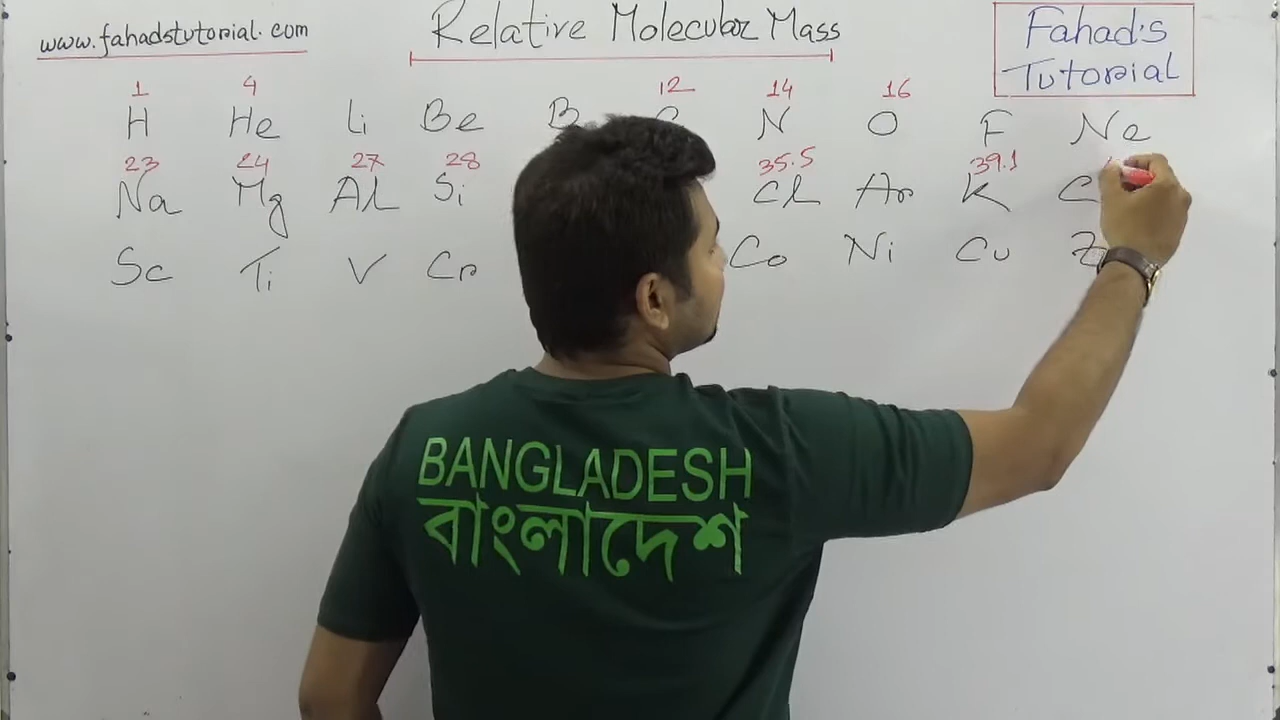 www.fahadstutorial.com
Relative Molecular Mass
Fahad's
Tutorial
1 4 12 14 16
H He Li Be B C N O F Ne
23 24 27 28 35.5 39.1
Na Mg Al Si Cl Ar K
Sc Ti V Cr Co Ni Cu
BANGLADESH
বাংলাদেশ